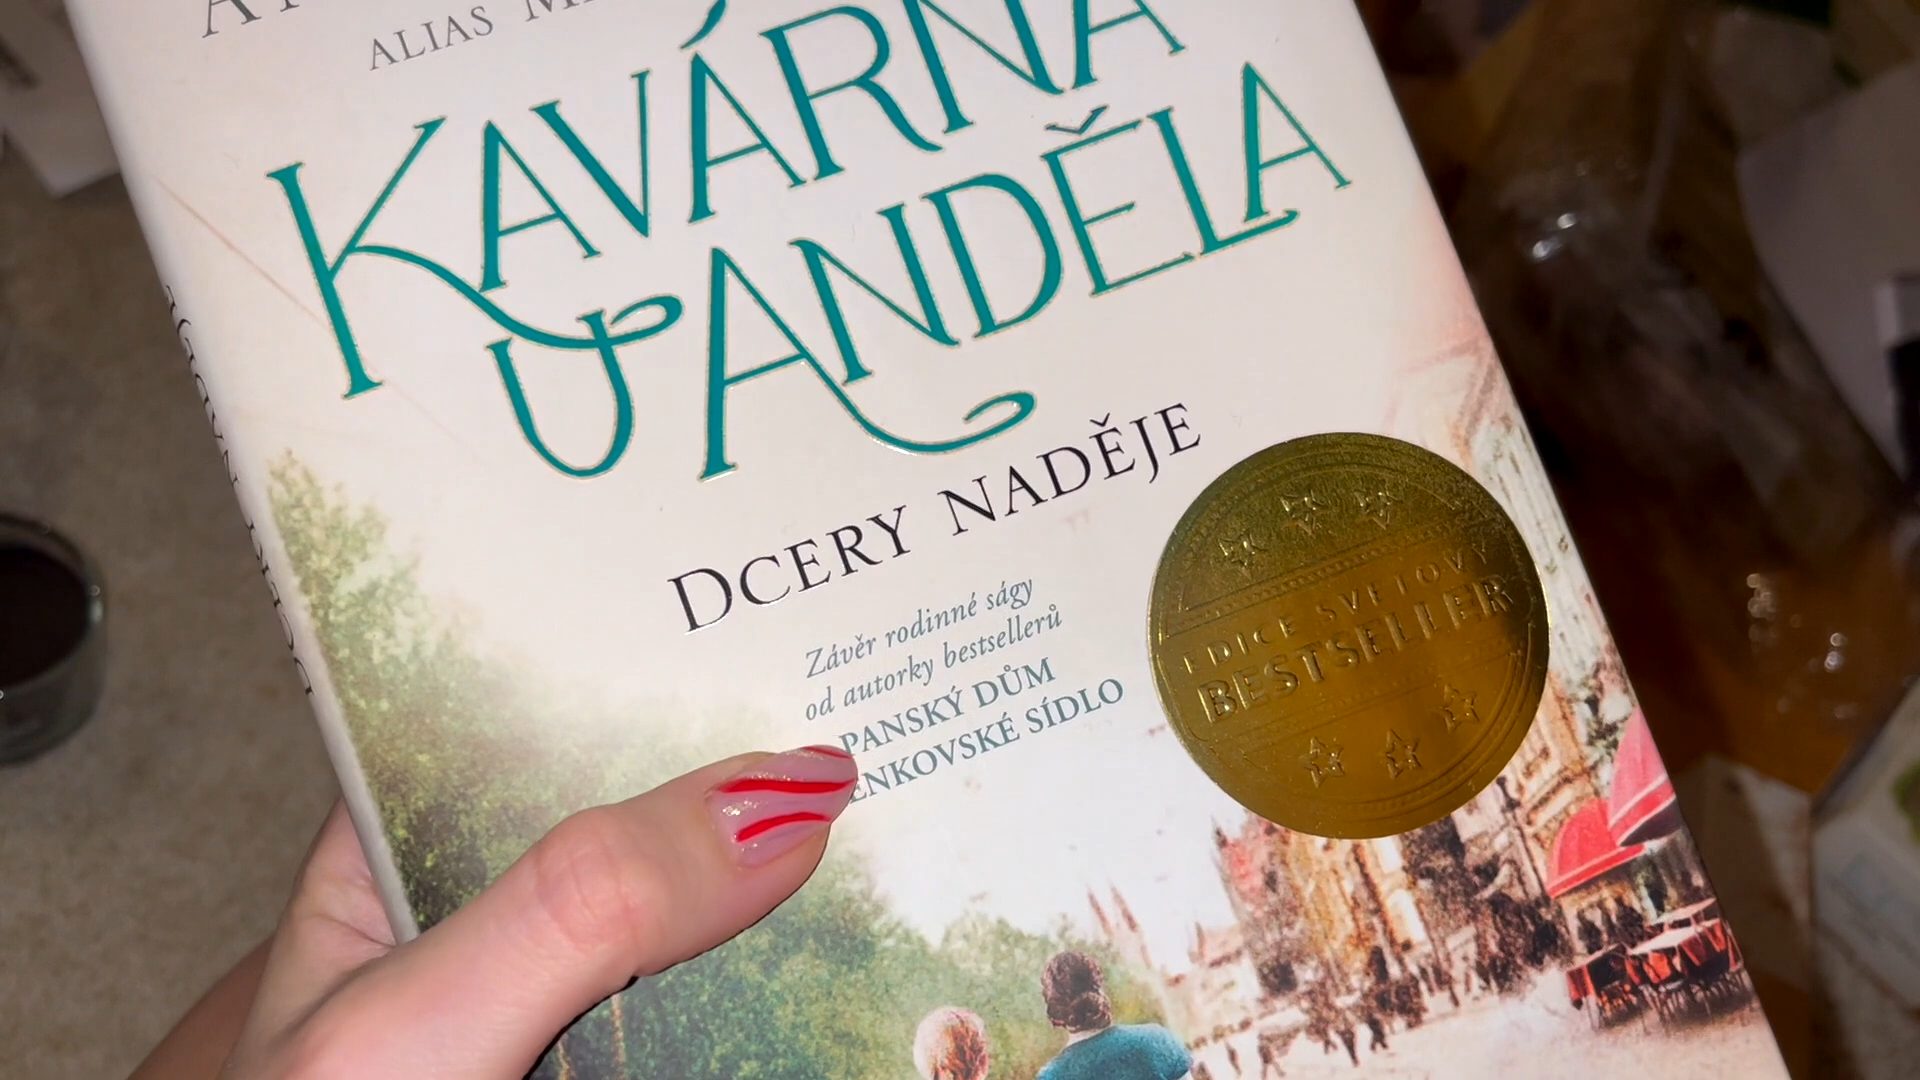 ALIAS
KAVÁRNA
U ANDĚLA
DCERY NADĚJE
Závěr rodinné ságy
od autorky bestsellerů
PANSKÝ DŮM
ENKOVSKÉ SÍDLO
EDICE SVĚTOVÝ
BESTSELLER